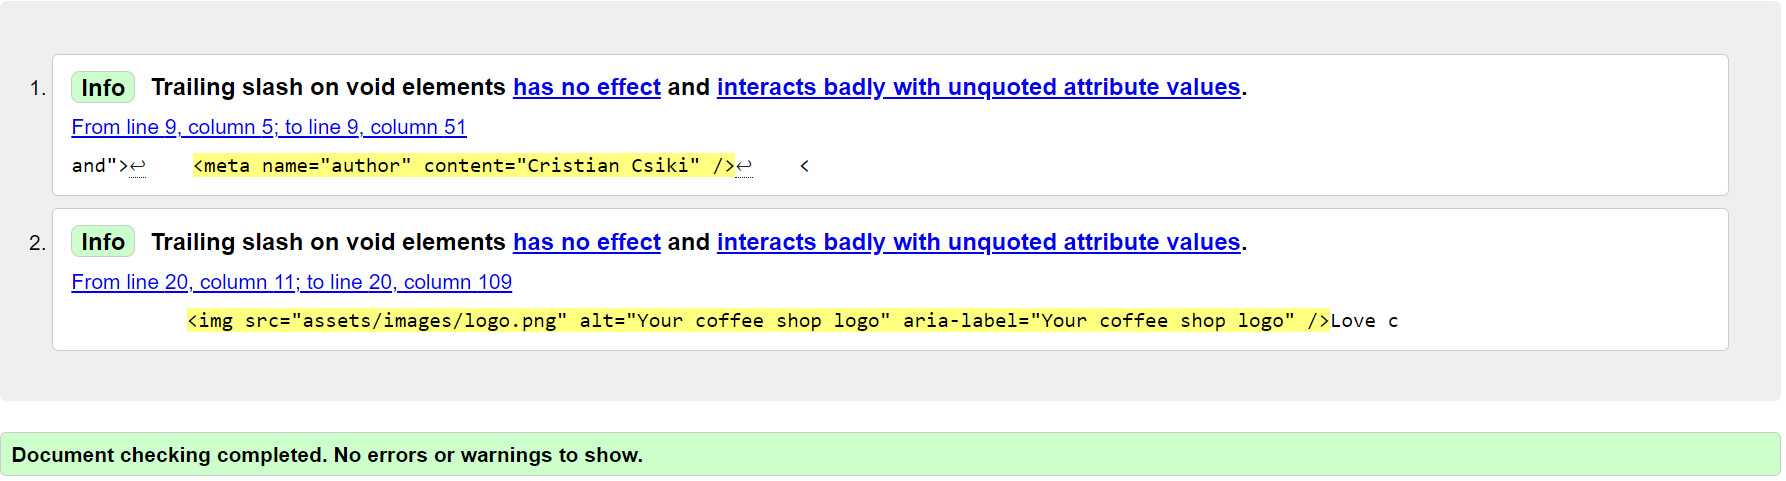 1. Info Trailing slash on void elements has no effect and interacts badly with unquoted attribute values.
From line 9, column 5; to line 9, column 51
and">↩    <meta name="author" content="Cristian Csiki" />↩    <
2. Info Trailing slash on void elements has no effect and interacts badly with unquoted attribute values.
From line 20, column 11; to line 20, column 109
<img src="assets/images/logo.png" alt="Your coffee shop logo" aria-label="Your coffee shop logo" />Love c
Document checking completed. No errors or warnings to show.